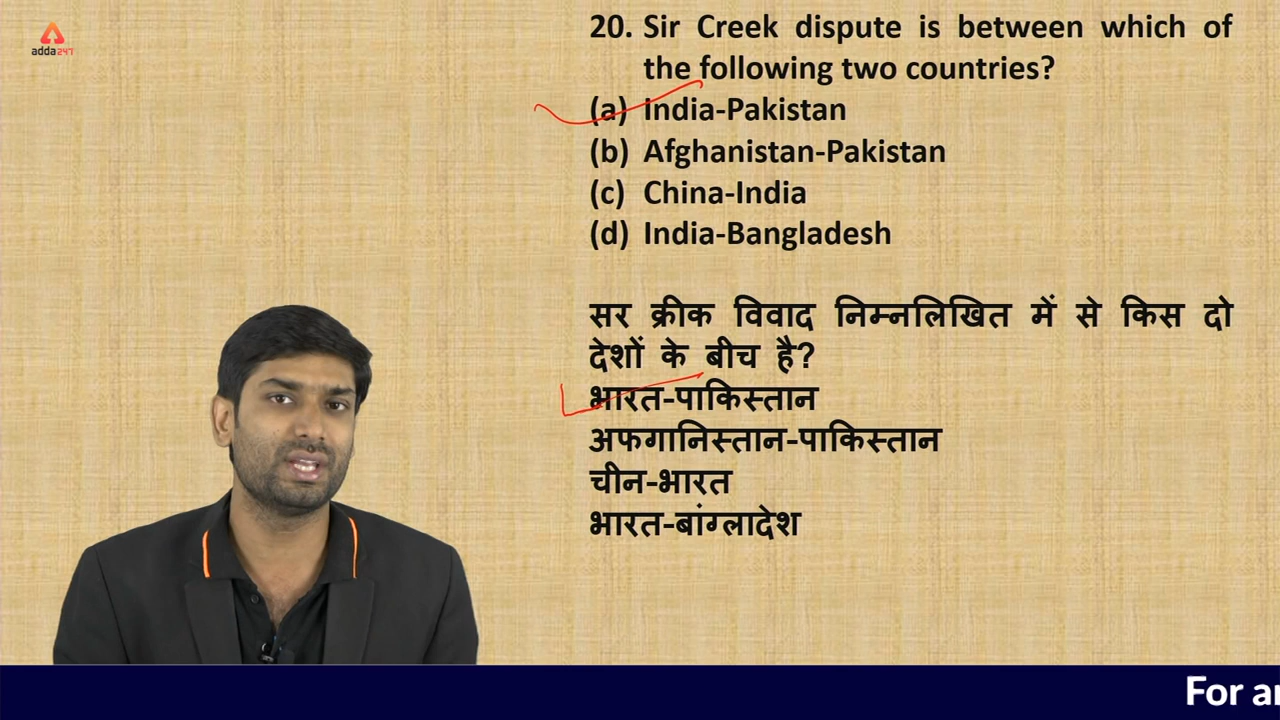 adda247
20. Sir Creek dispute is between which of
the following two countries?
(a) India-Pakistan
(b) Afghanistan-Pakistan
(c) China-India
(d) India-Bangladesh
सर क्रीक विवाद निम्नलिखित में से किस दो
देशों के बीच है?
भारत-पाकिस्तान
अफगानिस्तान-पाकिस्तान
चीन-भारत
भारत-बांग्लादेश
For